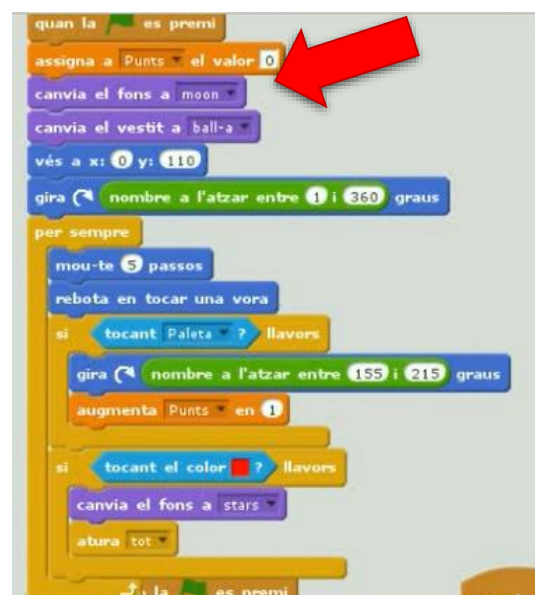 quan la es premi
assigna a Punts el valor 0
canvia el fons a moon
canvia el vestit a ball-a
vés a x: 0 y: 110
gira nombre a l'atzar entre 1 i 360 graus
per sempre
mou-te 5 passos
rebota en tocar una vora
si tocant Paleta ? llavors
gira nombre a l'atzar entre 155 i 215 graus
augmenta Punts en 1
si tocant el color ? llavors
canvia el fons a stars
atura tot
la es premi